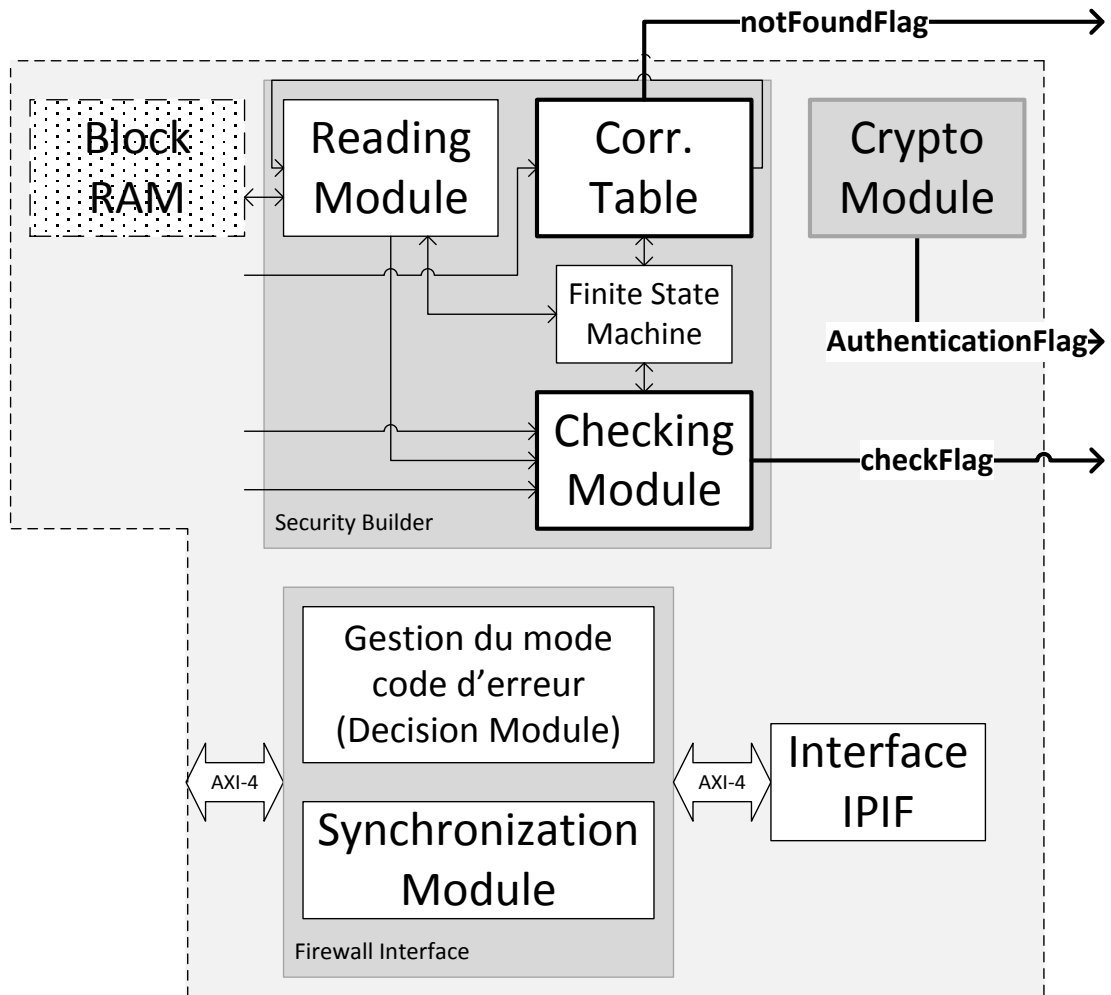 notFoundFlag
Block
RAM
Reading
Module
Corr.
Table
Crypto
Module
Finite State
Machine
AuthenticationFlag
Checking
Module
checkFlag
Security Builder
Gestion du mode
code d’erreur
(Decision Module)
AXI-4
AXI-4
Interface
IPIF
Synchronization
Module
Firewall Interface